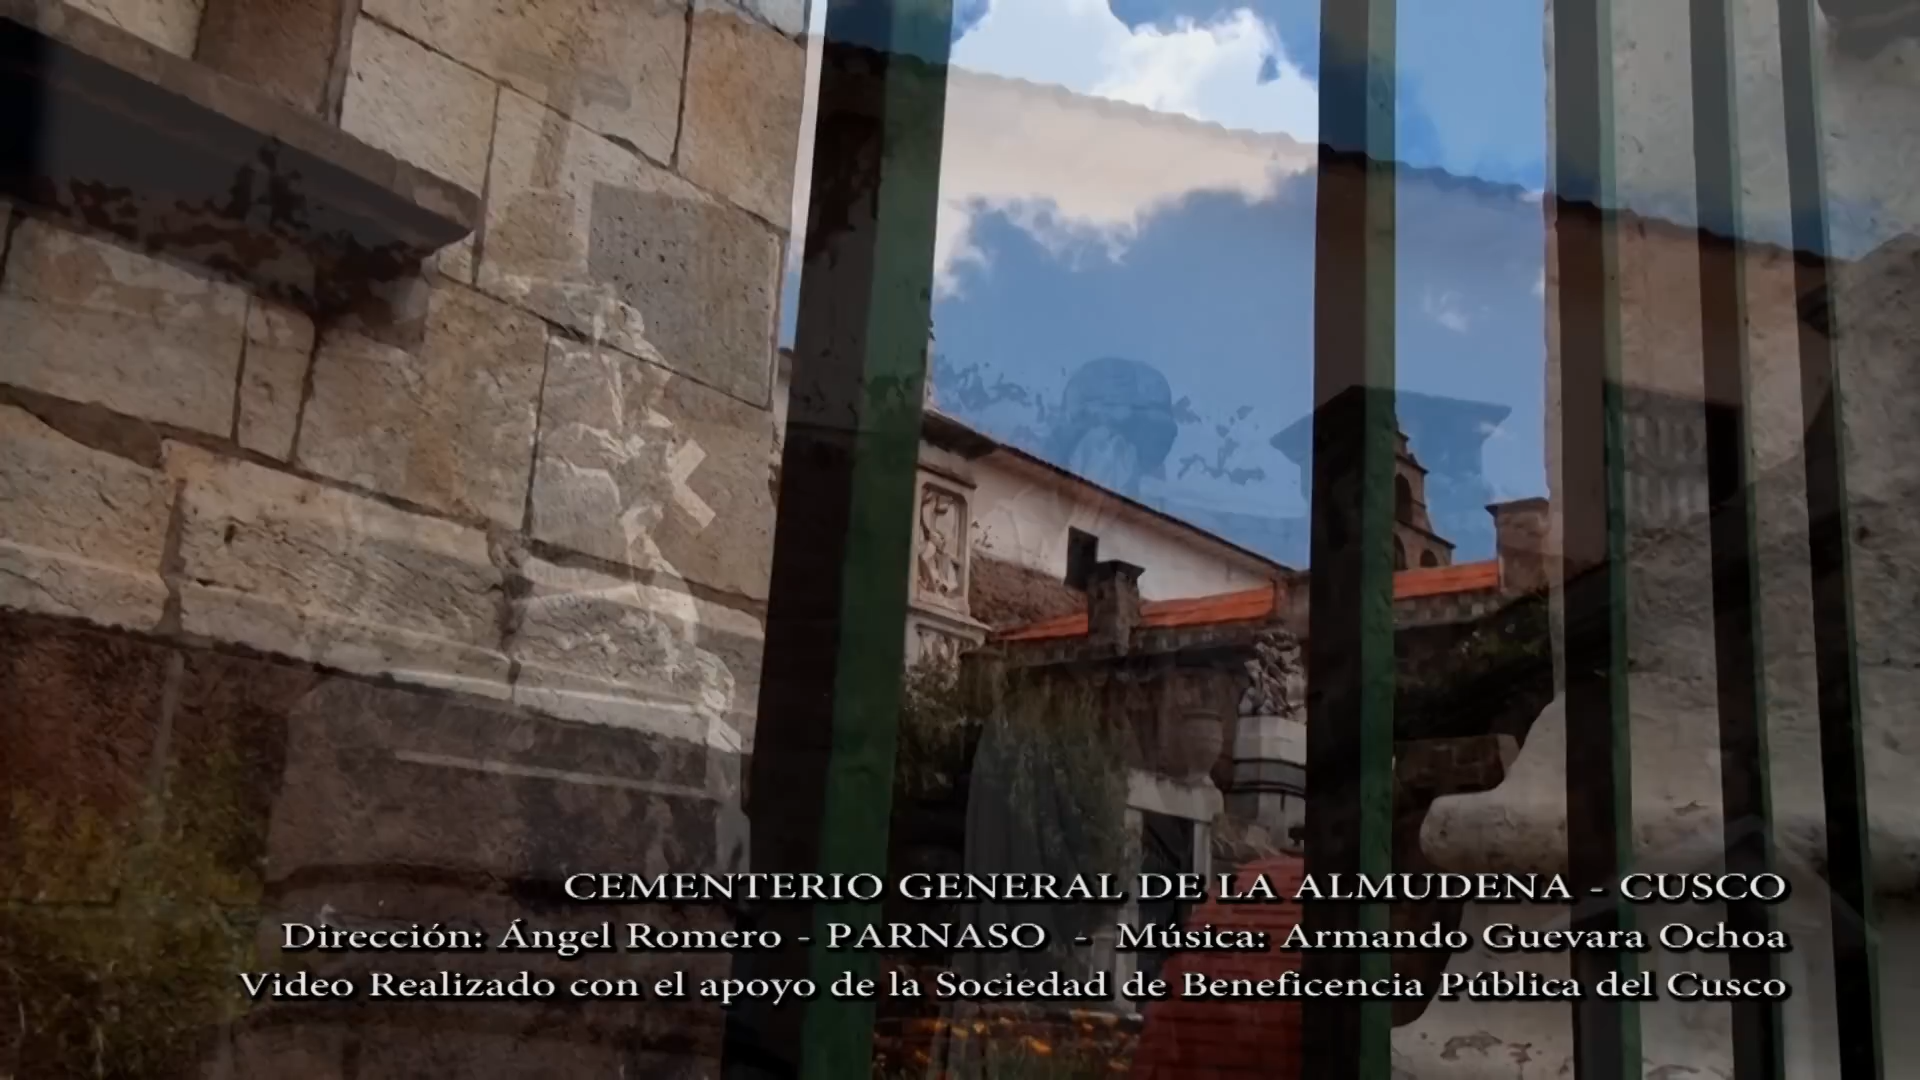 CEMENTERIO GENERAL DE LA ALMUDENA - CUSCO
Dirección: Ángel Romero - PARNASO - Música: Armando Guevara Ochoa
Video Realizado con el apoyo de la Sociedad de Beneficencia Pública del Cusco